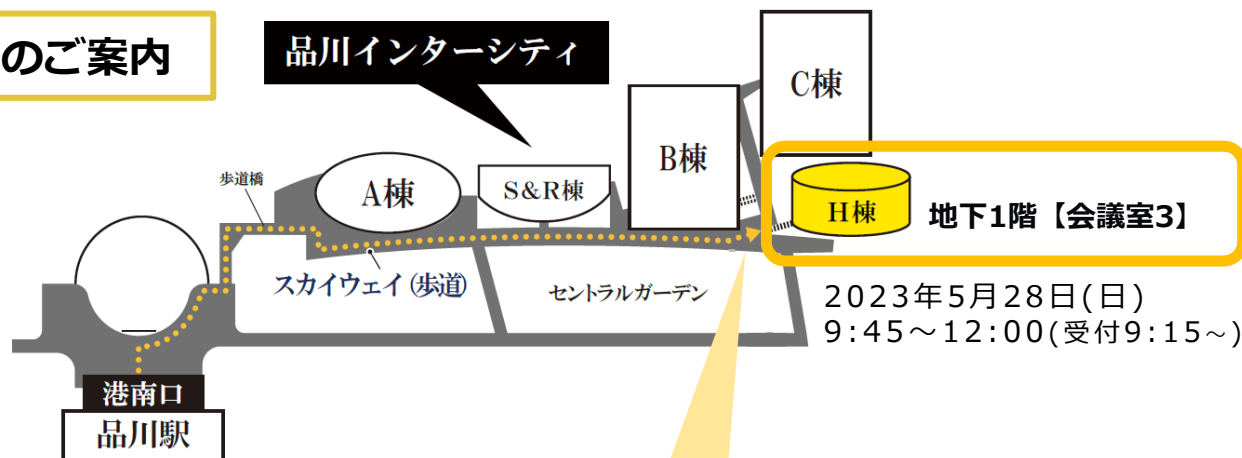 のご案内
品川インターシティ
C棟
B棟
歩道橋
A棟
S&R棟
H棟
地下1階【会議室3】
スカイウェイ(歩道)
セントラルガーデン
2023年5月28日(日)
9:45～12:00(受付9:15～)
港南口
品川駅